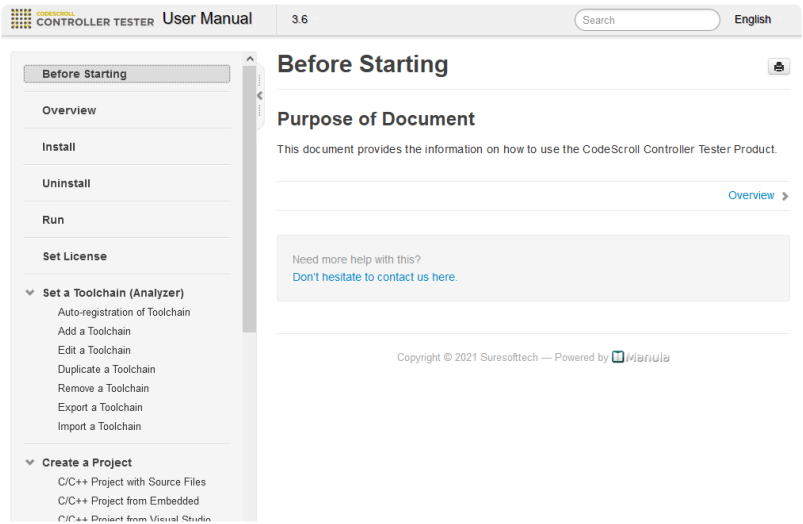 CODESCROLL
CONTROLLER TESTER User Manual
3.6
Search
English
Before Starting
Overview
Install
Uninstall
Run
Set License
Set a Toolchain (Analyzer)
Auto-registration of Toolchain
Add a Toolchain
Edit a Toolchain
Duplicate a Toolchain
Remove a Toolchain
Export a Toolchain
Import a Toolchain
Create a Project
C/C++ Project with Source Files
C/C++ Project from Embedded
C/C++ Project from Visual Studio
Before Starting
Purpose of Document
This document provides the information on how to use the CodeScroll Controller Tester Product.
Overview
Need more help with this?
Don't hesitate to contact us here.
Copyright © 2021 Suresofttech — Powered by Manula